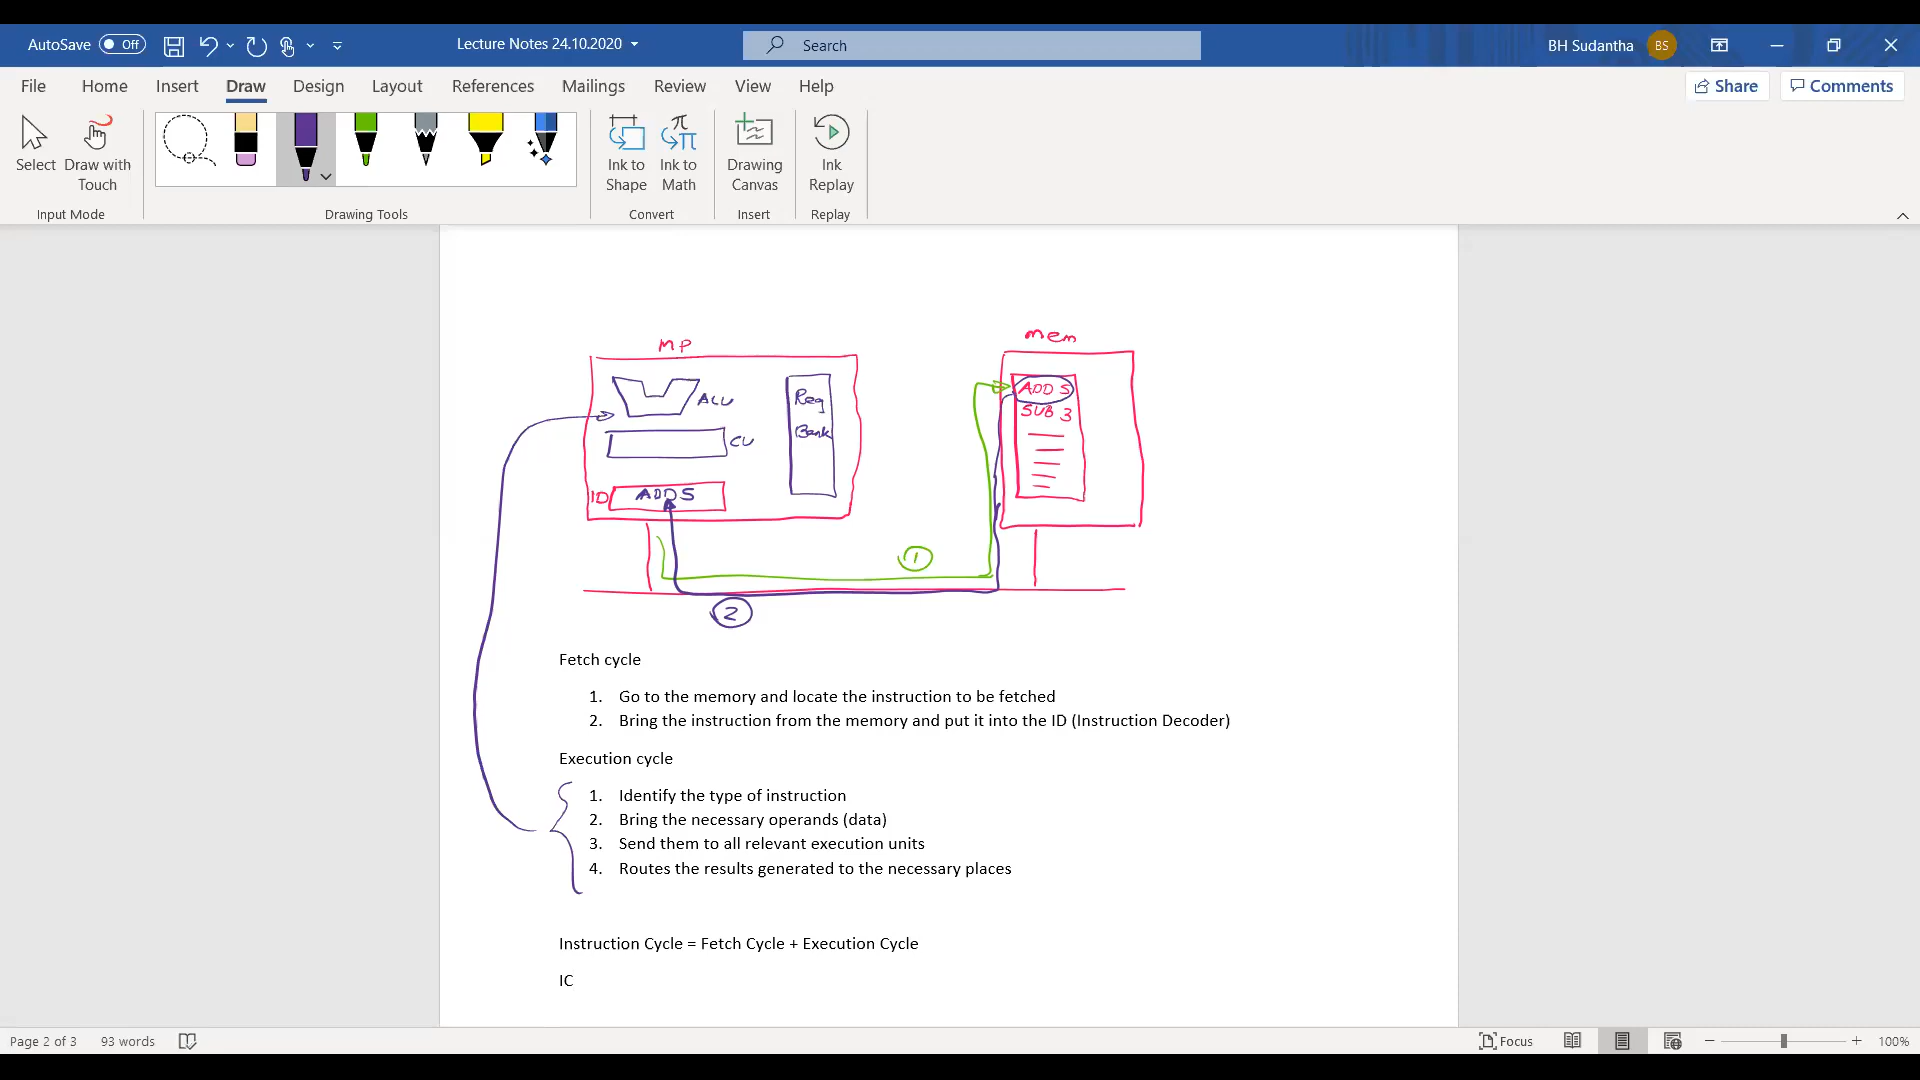 AutoSave Off
Lecture Notes 24.10.2020
Search
BH Sudantha BS
File Home Insert Draw Design Layout References Mailings Review View Help
Share Comments
Select
Draw with Touch
Ink to Shape
Ink to Math
Drawing Canvas
Ink Replay
Input Mode
Drawing Tools
Convert
Insert
Replay
MP
mem
ALU
Reg
Bank
CU
ID
ADD 5
ADD 5
SUB 3
1
2
Fetch cycle
1. Go to the memory and locate the instruction to be fetched
2. Bring the instruction from the memory and put it into the ID (Instruction Decoder)
Execution cycle
1. Identify the type of instruction
2. Bring the necessary operands (data)
3. Send them to all relevant execution units
4. Routes the results generated to the necessary places
Instruction Cycle = Fetch Cycle + Execution Cycle
IC
Page 2 of 3 93 words
Focus
100%